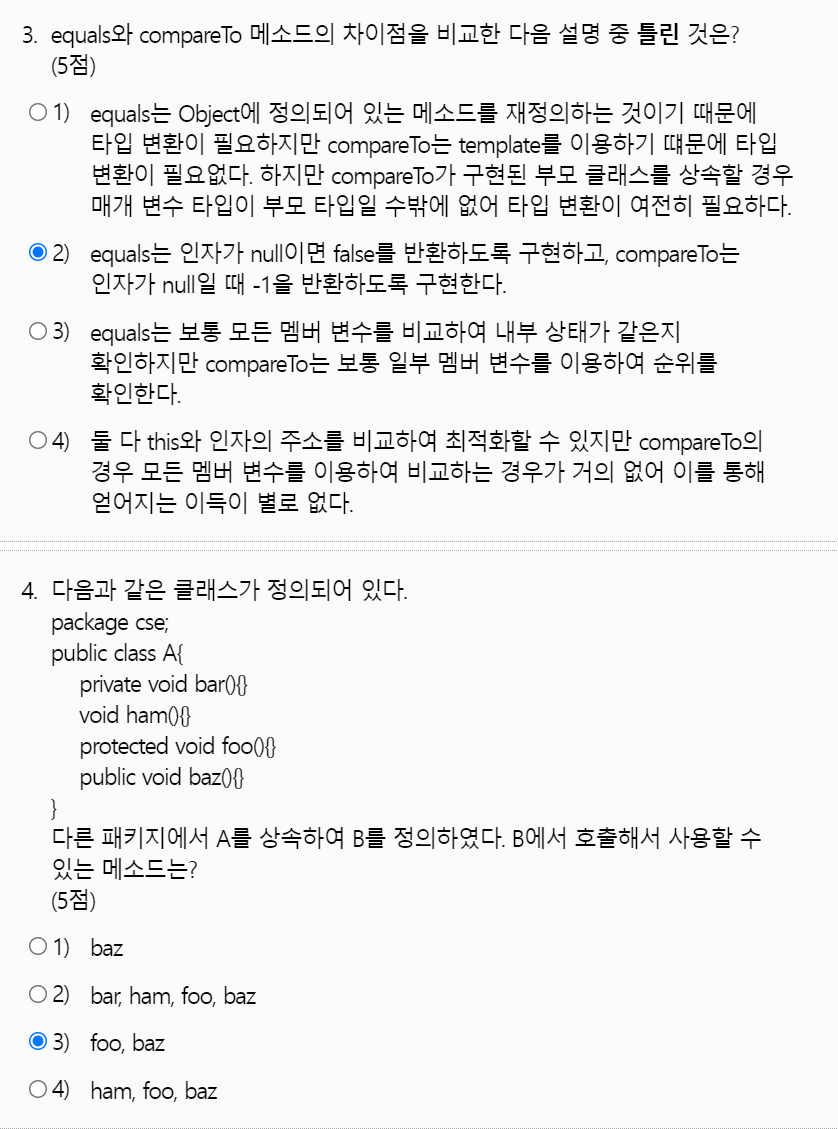 3. equals와 compareTo 메소드의 차이점을 비교한 다음 설명 중 틀린 것은?
(5점)
1) equals는 Object에 정의되어 있는 메소드를 재정의하는 것이기 때문에
타입 변환이 필요하지만 compareTo는 template를 이용하기 떄문에 타입
변환이 필요없다. 하지만 compareTo가 구현된 부모 클래스를 상속할 경우
매개 변수 타입이 부모 타입일 수밖에 없어 타입 변환이 여전히 필요하다.
2) equals는 인자가 null이면 false를 반환하도록 구현하고, compareTo는
인자가 null일 때 -1을 반환하도록 구현한다.
3) equals는 보통 모든 멤버 변수를 비교하여 내부 상태가 같은지
확인하지만 compareTo는 보통 일부 멤버 변수를 이용하여 순위를
확인한다.
4) 둘 다 this와 인자의 주소를 비교하여 최적화할 수 있지만 compareTo의
경우 모든 멤버 변수를 이용하여 비교하는 경우가 거의 없어 이를 통해
얻어지는 이득이 별로 없다.
4. 다음과 같은 클래스가 정의되어 있다.
package cse;
public class A{
private void bar(){}
void ham(){}
protected void foo(){}
public void baz(){}
}
다른 패키지에서 A를 상속하여 B를 정의하였다. B에서 호출해서 사용할 수
있는 메소드는?
(5점)
1) baz
2) bar, ham, foo, baz
3) foo, baz
4) ham, foo, baz